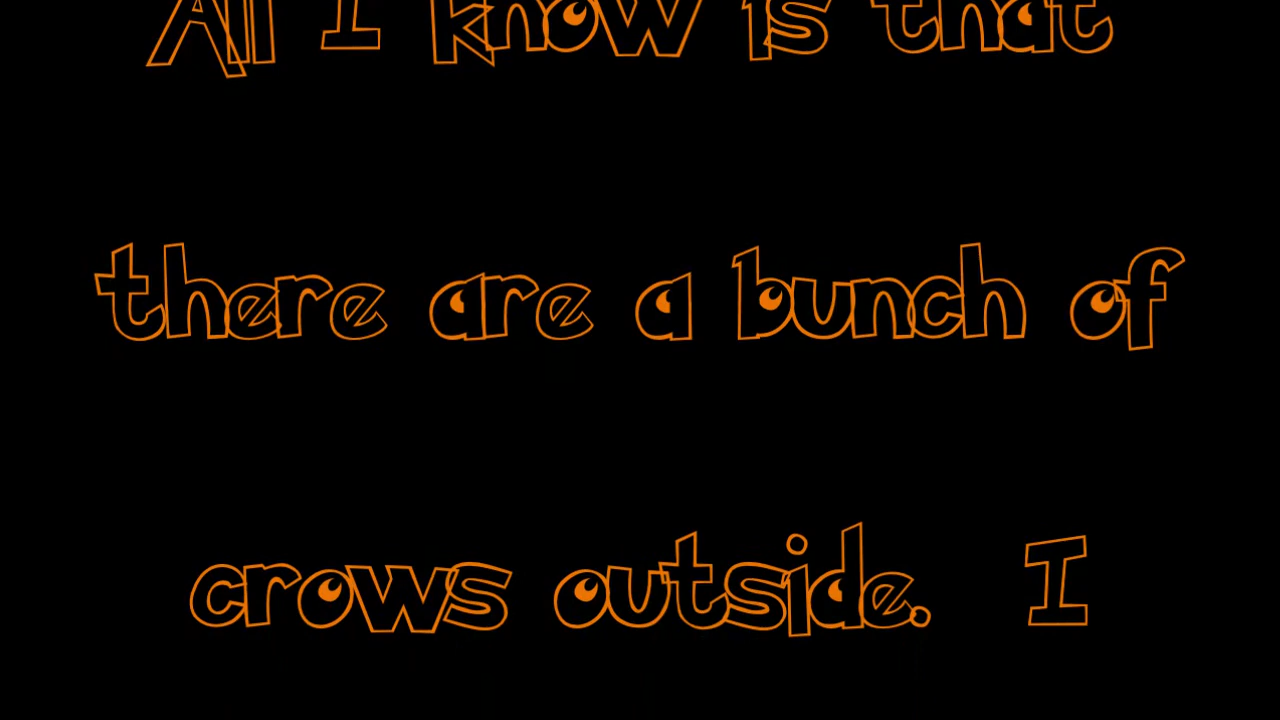 All I know is that
there are a bunch of
crows outside. I